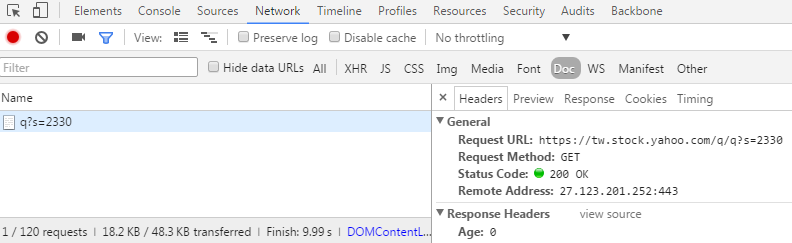 Elements Console Sources Network Timeline Profiles Resources Security Audits Backbone
View: Preserve log Disable cache No throttling
Filter Hide data URLs All XHR JS CSS Img Media Font Doc WS Manifest Other
Name
q?s=2330
1 / 120 requests | 18.2 KB / 48.3 KB transferred | Finish: 9.99 s | DOMContentL...
× Headers Preview Response Cookies Timing
General
Request URL: https://tw.stock.yahoo.com/q/q?s=2330
Request Method: GET
Status Code: 200 OK
Remote Address: 27.123.201.252:443
Response Headers view source
Age: 0